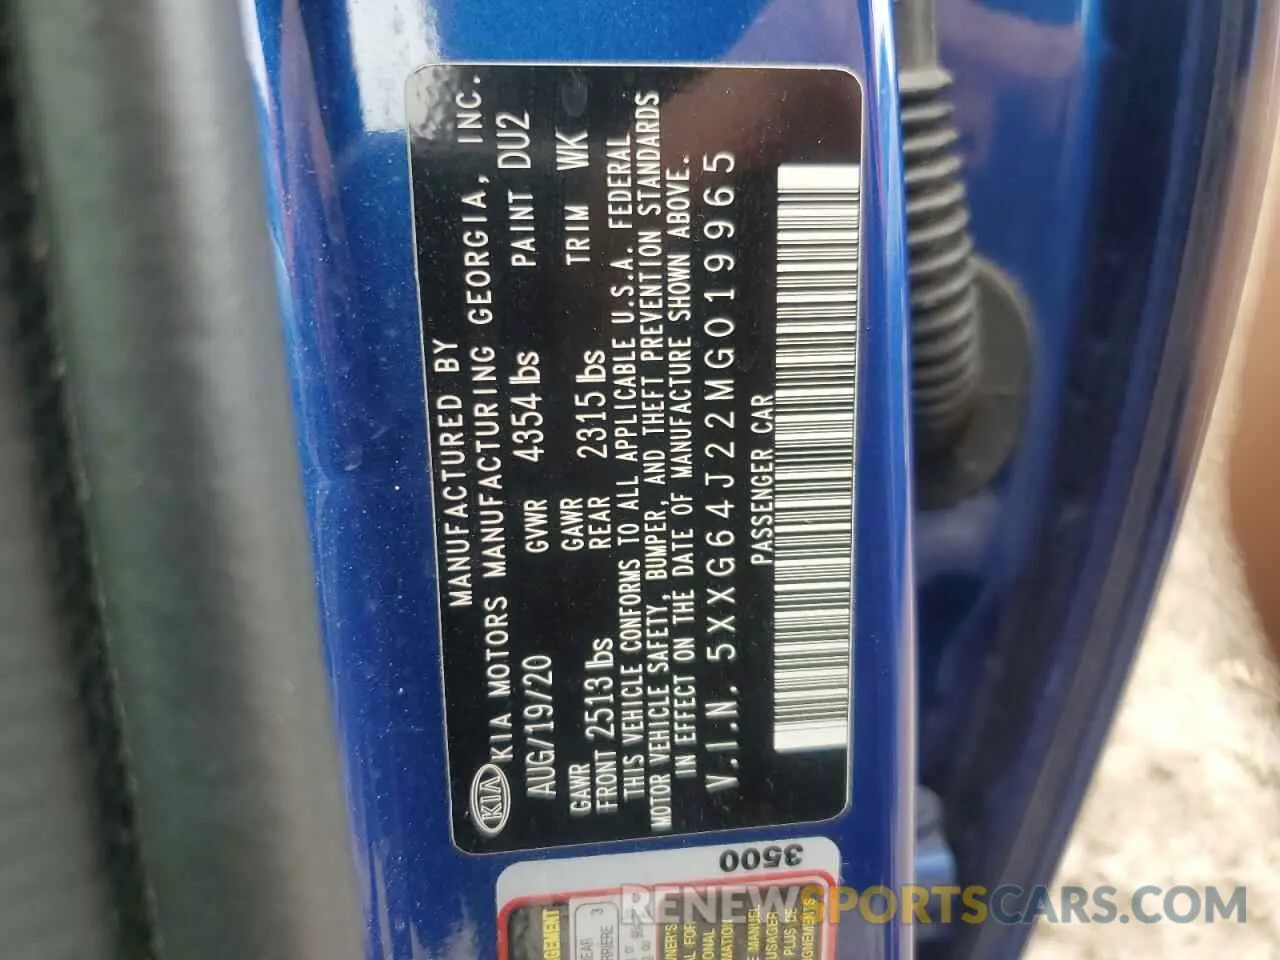 MANUFACTURED BY
KIA KIA MOTORS MANUFACTURING GEORGIA, INC.
AUG/19/20 GVWR 4354 lbs PAINT DU2
GAWR FRONT 2513 lbs GAWR REAR 2315 lbs TRIM WK
THIS VEHICLE CONFORMS TO ALL APPLICABLE U.S.A. FEDERAL
MOTOR VEHICLE SAFETY, BUMPER, AND THEFT PREVENTION STANDARDS
IN EFFECT ON THE DATE OF MANUFACTURE SHOWN ABOVE.
V.I.N. 5XXG64J22MG019965
PASSENGER CAR
3500
RENEWSPORTSCARS.COM